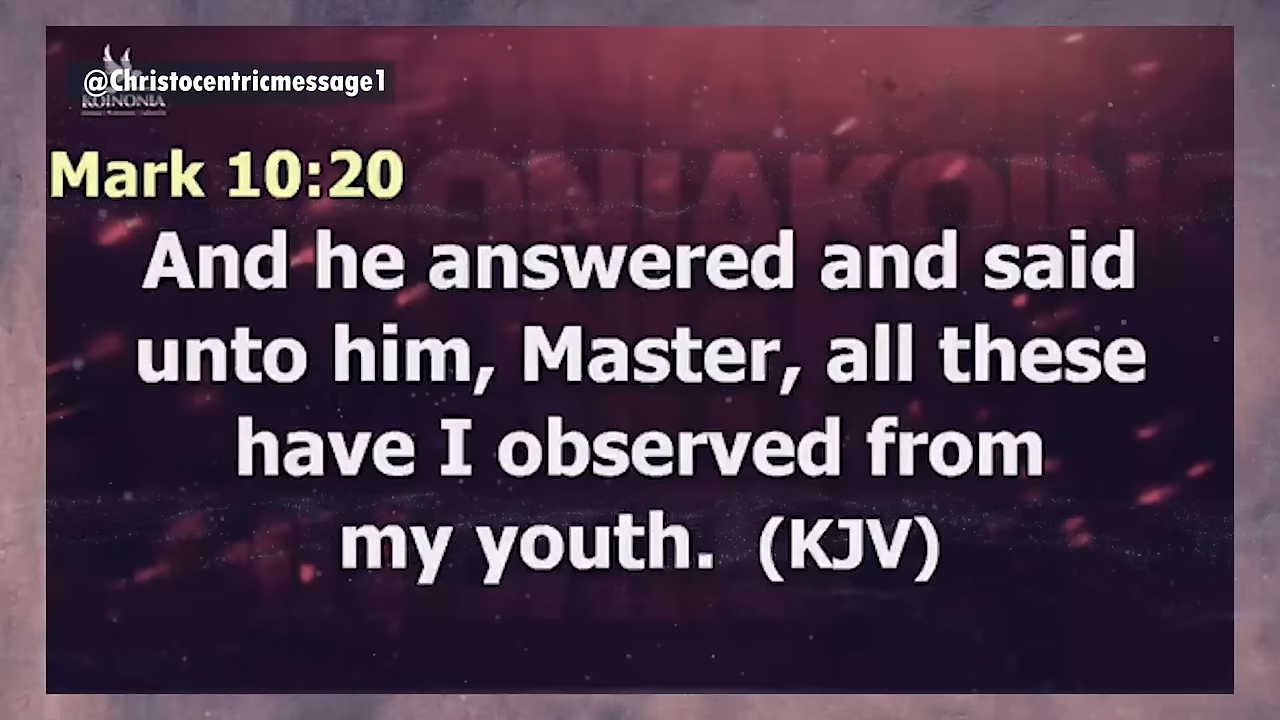 @Christocentricmessage1
KOINONIA
Mark 10:20
And he answered and said
unto him, Master, all these
have I observed from
my youth. (KJV)